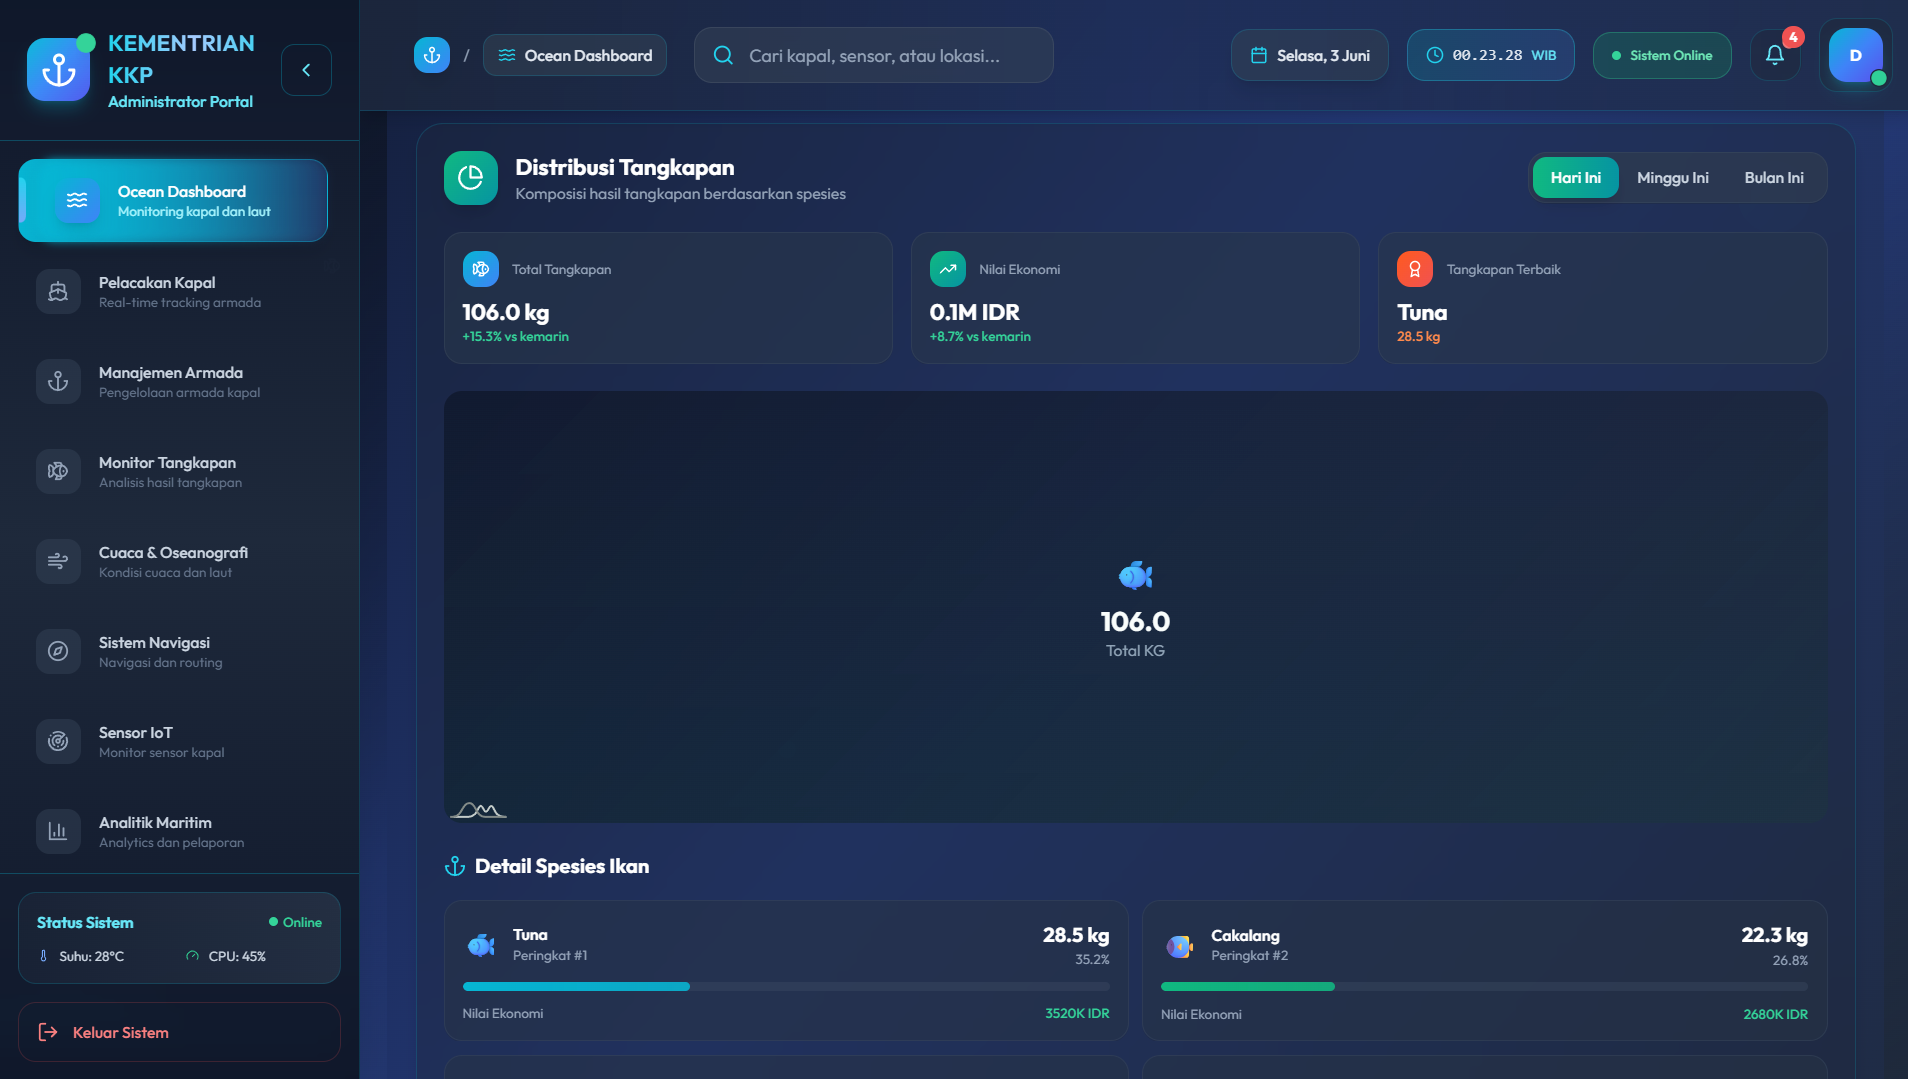 KEMENTRIAN
KKP
Administrator Portal
/
Ocean Dashboard
Cari kapal, sensor, atau lokasi...
Selasa, 3 Juni
00.23.28 WIB
Sistem Online
4
D
Ocean Dashboard
Monitoring kapal dan laut
Pelacakan Kapal
Real-time tracking armada
Manajemen Armada
Pengelolaan armada kapal
Monitor Tangkapan
Analisis hasil tangkapan
Cuaca & Oseanografi
Kondisi cuaca dan laut
Sistem Navigasi
Navigasi dan routing
Sensor IoT
Monitor sensor kapal
Analitik Maritim
Analytics dan pelaporan
Status Sistem
Online
Suhu: 28°C
CPU: 45%
Keluar Sistem
Distribusi Tangkapan
Komposisi hasil tangkapan berdasarkan spesies
Hari Ini
Minggu Ini
Bulan Ini
Total Tangkapan
106.0 kg
+15.3% vs kemarin
Nilai Ekonomi
0.1M IDR
+8.7% vs kemarin
Tangkapan Terbaik
Tuna
28.5 kg
106.0
Total KG
Detail Spesies Ikan
Tuna
Peringkat #1
28.5 kg
35.2%
Nilai Ekonomi
3520K IDR
Cakalang
Peringkat #2
22.3 kg
26.8%
Nilai Ekonomi
2680K IDR